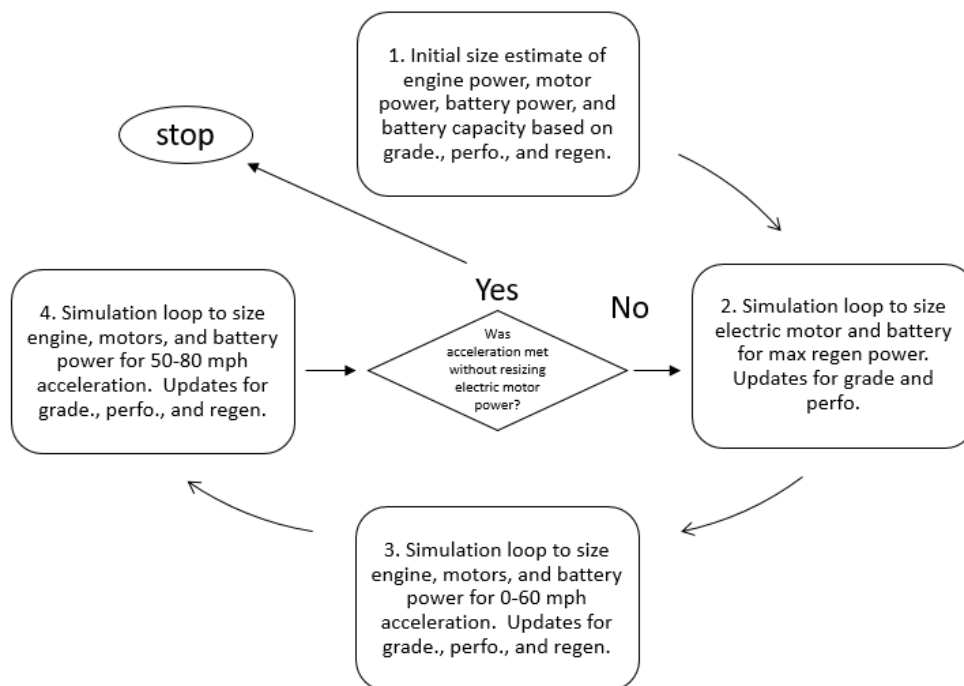 1. Initial size estimate of
engine power, motor
power, battery power, and
battery capacity based on
grade., perfo., and regen.
stop
Yes
No
4. Simulation loop to size
engine, motors, and battery
power for 50-80 mph
acceleration.  Updates for
grade., perfo., and regen.
Was
acceleration met
without resizing
electric motor
power?
2. Simulation loop to size
electric motor and battery
for max regen power.
Updates for grade and
perfo.
3. Simulation loop to size
engine, motors, and battery
power for 0-60 mph
acceleration.  Updates for
grade., perfo., and regen.